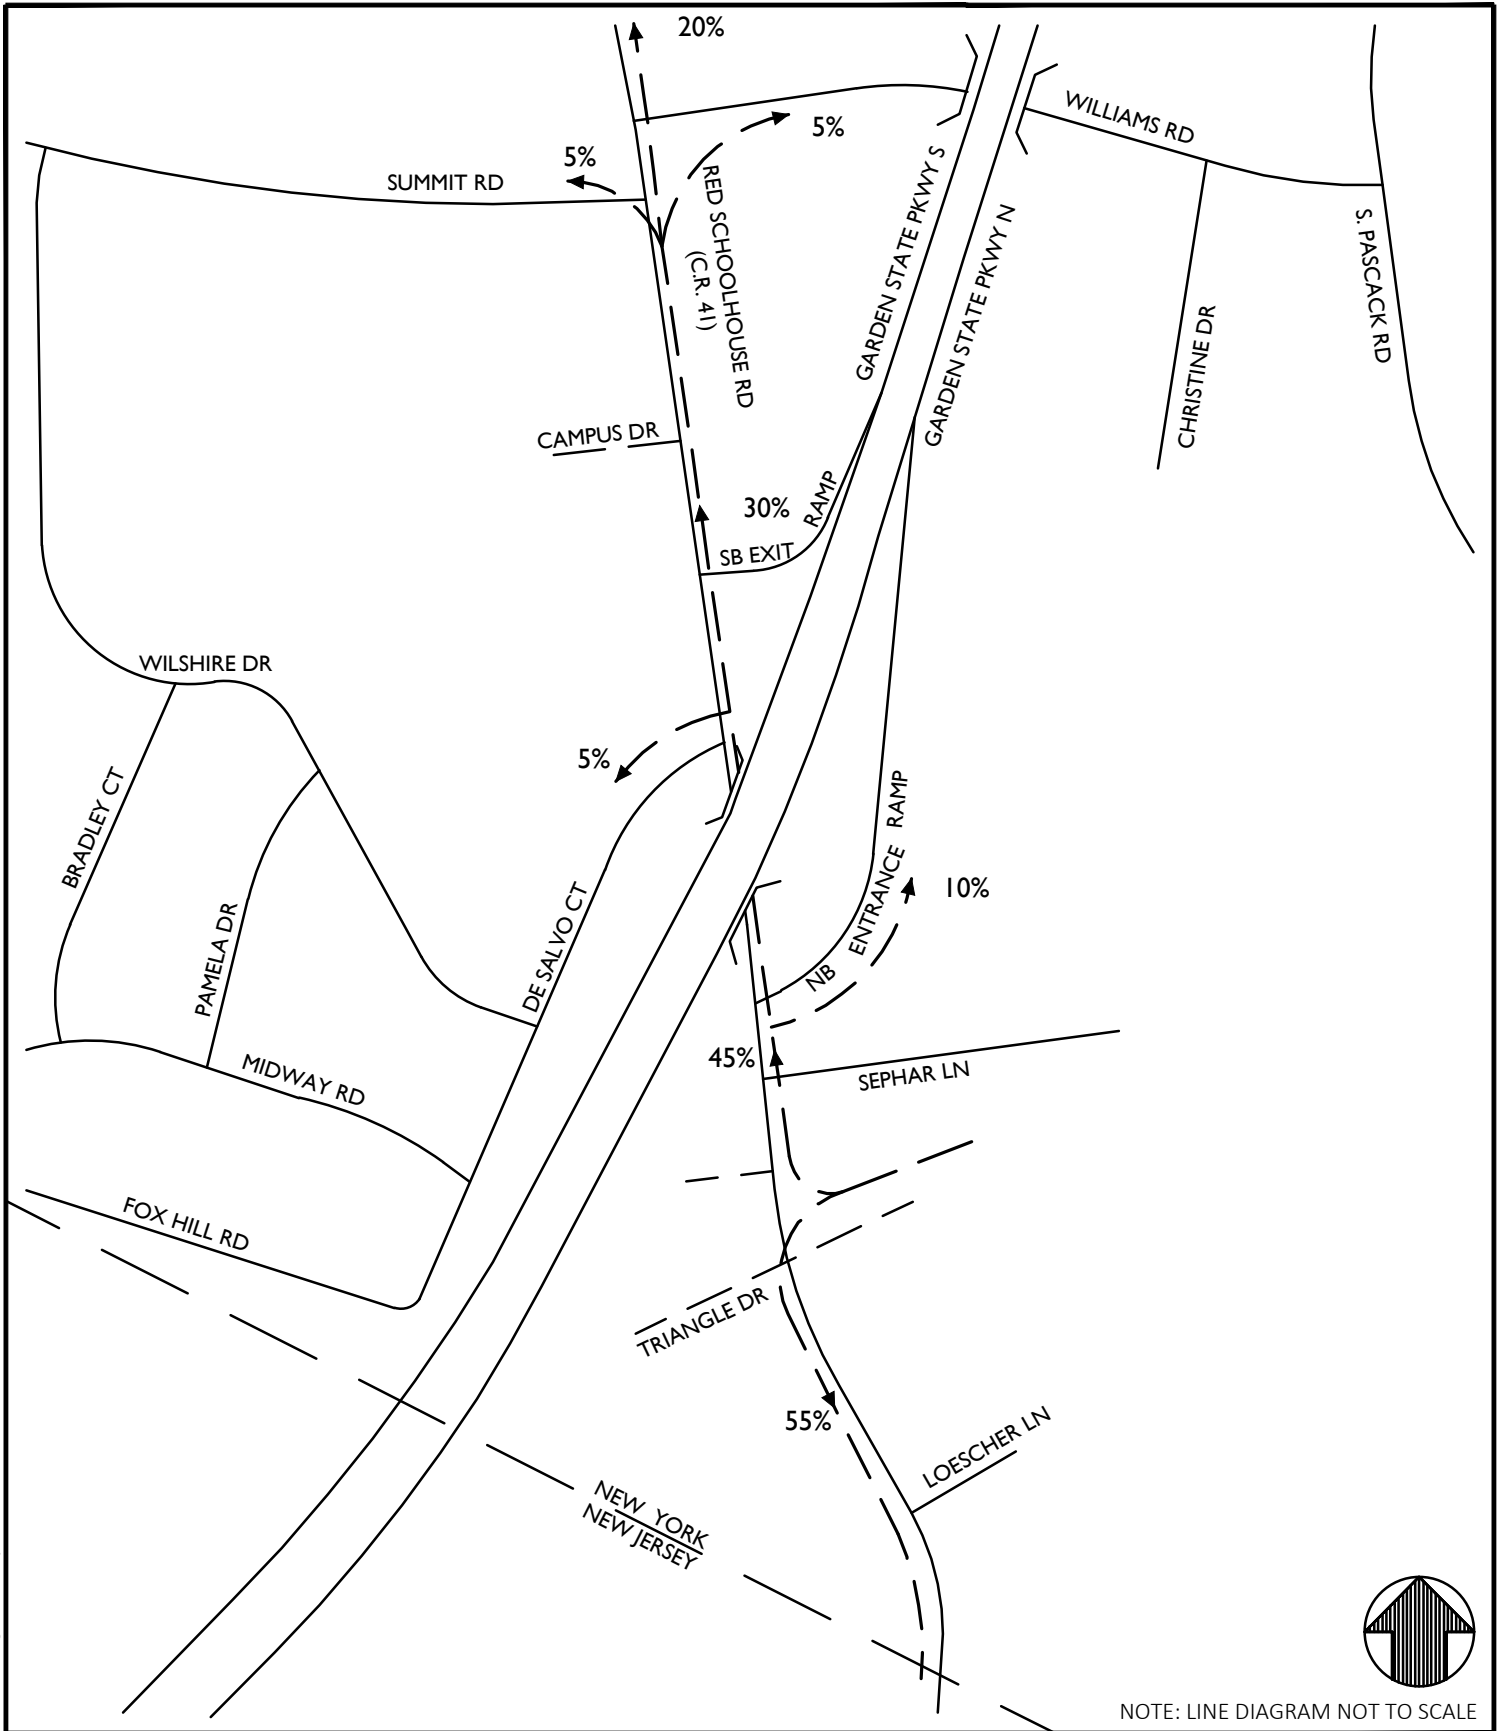 20%
WILLIAMS RD
5%
5%
SUMMIT RD
RED SCHOOLHOUSE RD
(C.R. 41)
GARDEN STATE PKWY S
GARDEN STATE PKWY N
S. PASCACK RD
CHRISTINE DR
CAMPUS DR
30%
RAMP
SB EXIT
WILSHIRE DR
5%
BRADLEY CT
PAMELA DR
DE SALVO CT
NB ENTRANCE RAMP
10%
45%
SEPHAR LN
MIDWAY RD
FOX HILL RD
TRIANGLE DR
55%
LOESCHER LN
NEW YORK
NEW JERSEY
NOTE: LINE DIAGRAM NOT TO SCALE